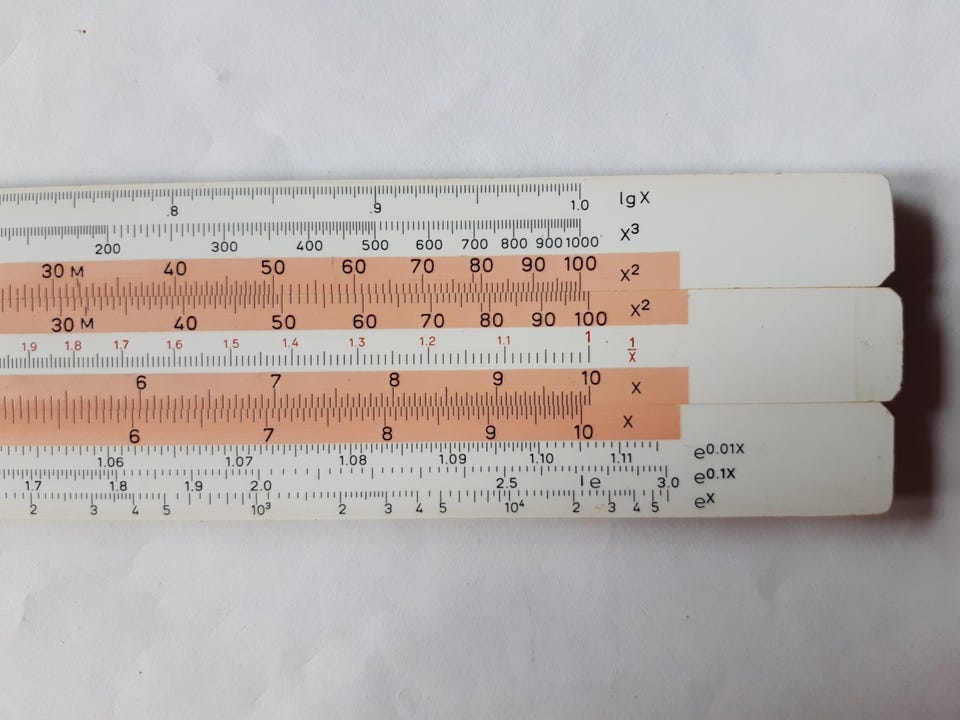 .8 .9 1.0 lg X
200 300 400 500 600 700 800 900 1000 X³
30 M 40 50 60 70 80 90 100 X²
30 M 40 50 60 70 80 90 100 X²
1.9 1.8 1.7 1.6 1.5 1.4 1.3 1.2 1.1 1 1/X
6 7 8 9 10 X
6 7 8 9 10 X
1.06 1.07 1.08 1.09 1.10 1.11 e^0.01X
1.7 1.8 1.9 2.0 2.5 e 3.0 e^0.1X
2 3 4 5 10³ 2 3 4 5 10⁴ 2 3 4 5 e^X